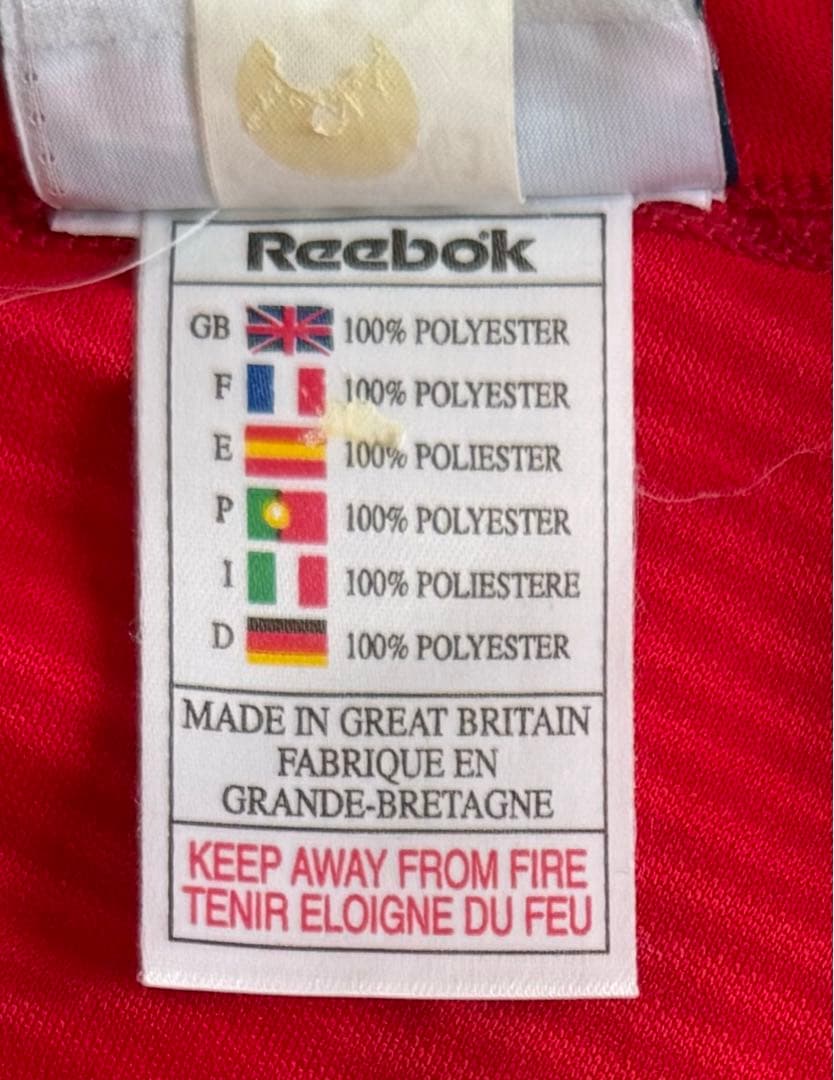 Reebok
GB 100% POLYESTER
F 100% POLYESTER
E 100% POLIESTER
P 100% POLYESTER
I 100% POLIESTERE
D 100% POLYESTER
MADE IN GREAT BRITAIN
FABRIQUE EN
GRANDE-BRETAGNE
KEEP AWAY FROM FIRE
TENIR ELOIGNE DU FEU